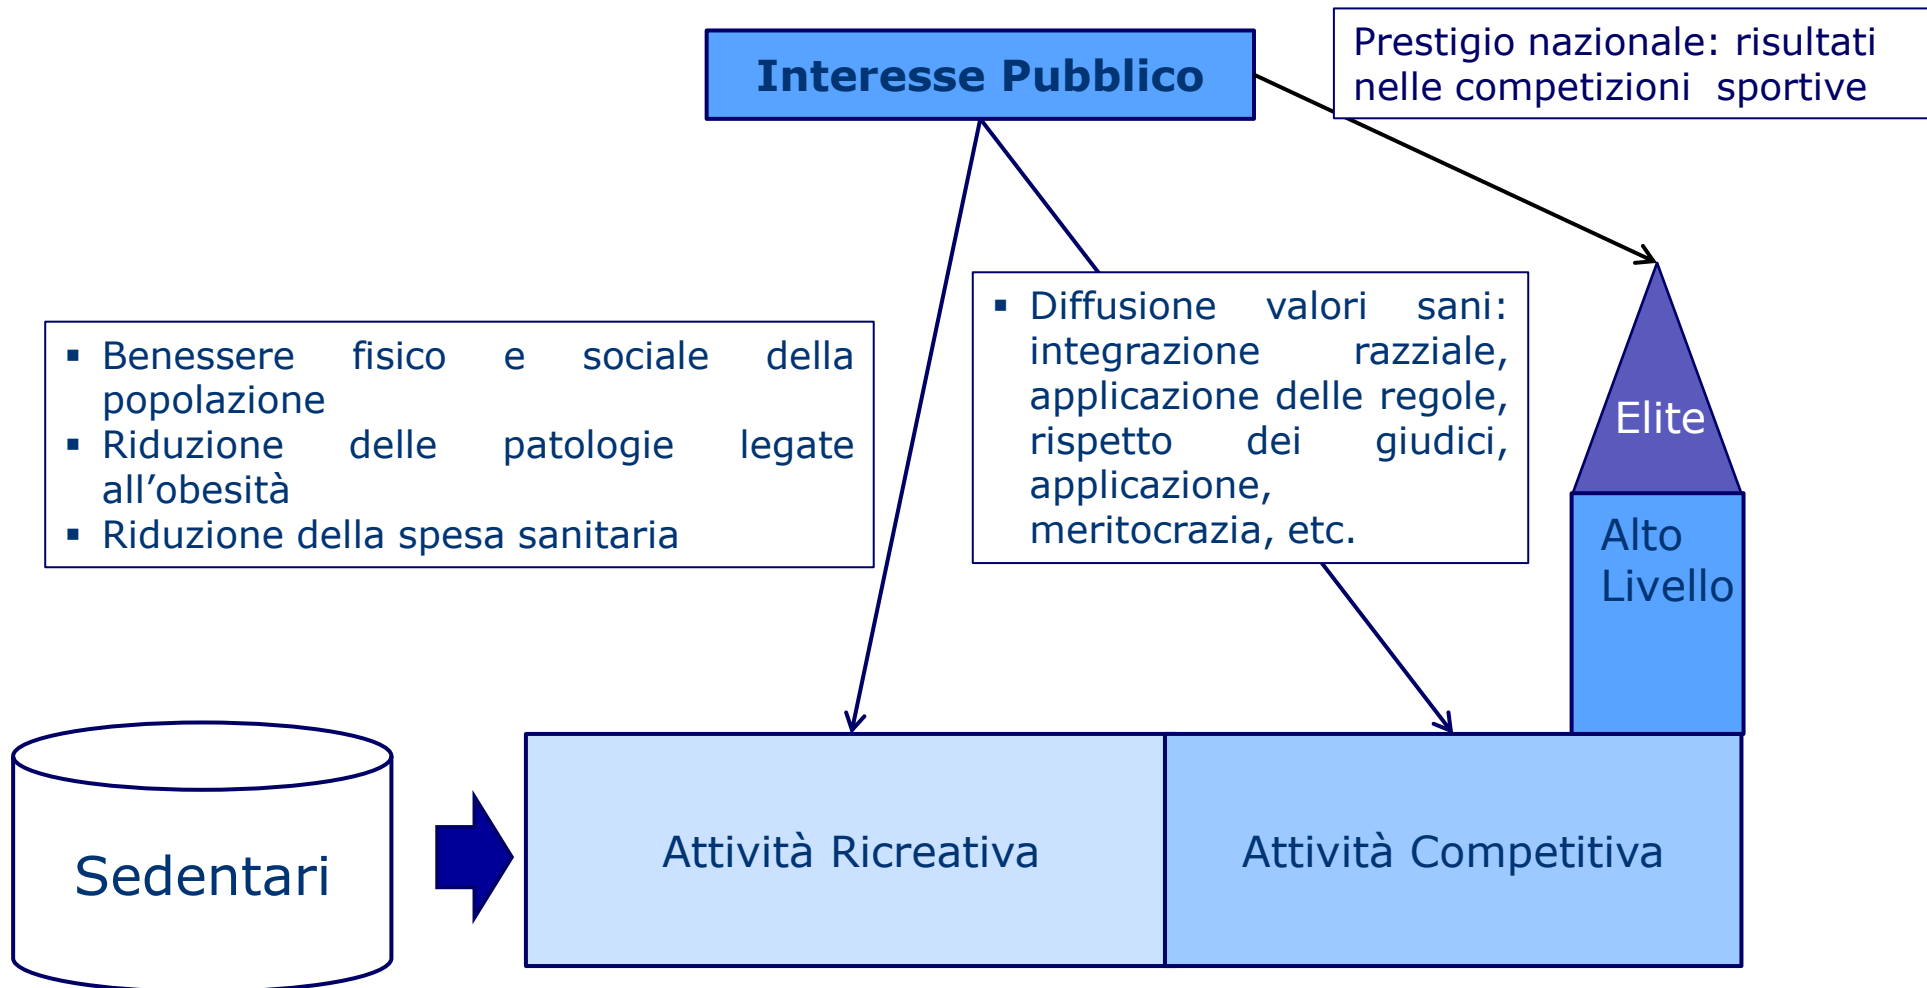 Interesse Pubblico
Prestigio nazionale: risultati
nelle competizioni sportive
▪ Benessere fisico e sociale della
popolazione
▪ Riduzione delle patologie legate
all’obesità
▪ Riduzione della spesa sanitaria
▪ Diffusione valori sani:
integrazione razziale,
applicazione delle regole,
rispetto dei giudici,
applicazione,
meritocrazia, etc.
Elite
Alto
Livello
Sedentari
Attività Ricreativa
Attività Competitiva